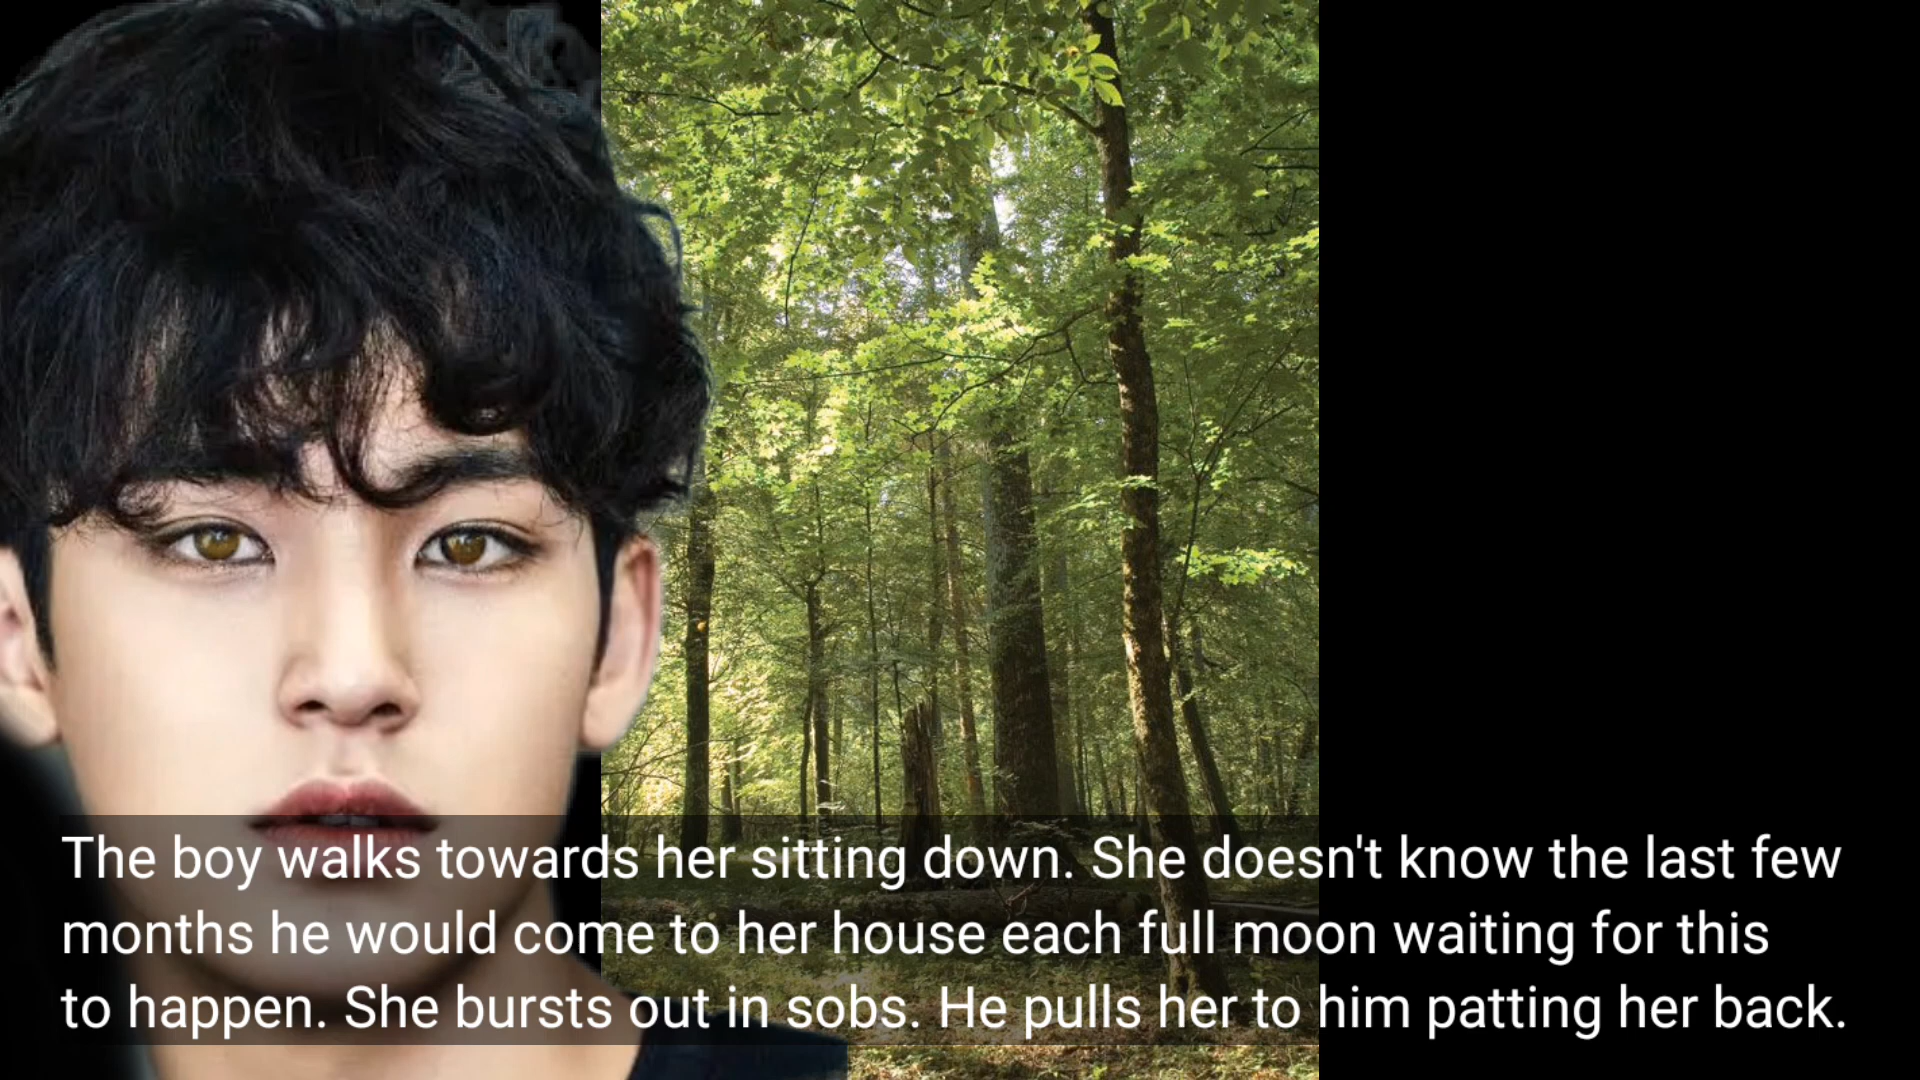 The boy walks towards her sitting down. She doesn't know the last few
months he would come to her house each full moon waiting for this
to happen. She bursts out in sobs. He pulls her to him patting her back.